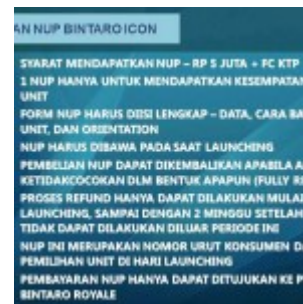 AN NUP BINTARO ICON
SYARAT MENDAPATKAN NUP – RP 5 JUTA + FC KTP
1 NUP HANYA UNTUK MENDAPATKAN KESEMPATA
UNIT
FORM NUP HARUS DIISI LENGKAP – DATA, CARA BA
UNIT, DAN ORIENTATION
NUP HARUS DIBAWA PADA SAAT LAUNCHING
PEMBELIAN NUP DAPAT DIKEMBALIKAN APABILA A
KETIDAKCOCOKAN DLM BENTUK APAPUN (FULLY R
PROSES REFUND HANYA DAPAT DILAKUKAN MULAI
LAUNCHING, SAMPAI DENGAN 2 MINGGU SETELAH
TIDAK DAPAT DILAKUKAN DILUAR PERIODE INI
NUP INI MERUPAKAN NOMOR URUT KONSUMEN D
PEMILIHAN UNIT DI HARI LAUNCHING
PEMBAYARAN NUP HANYA DAPAT DITUJUKAN KE P
BINTARO ROYALE